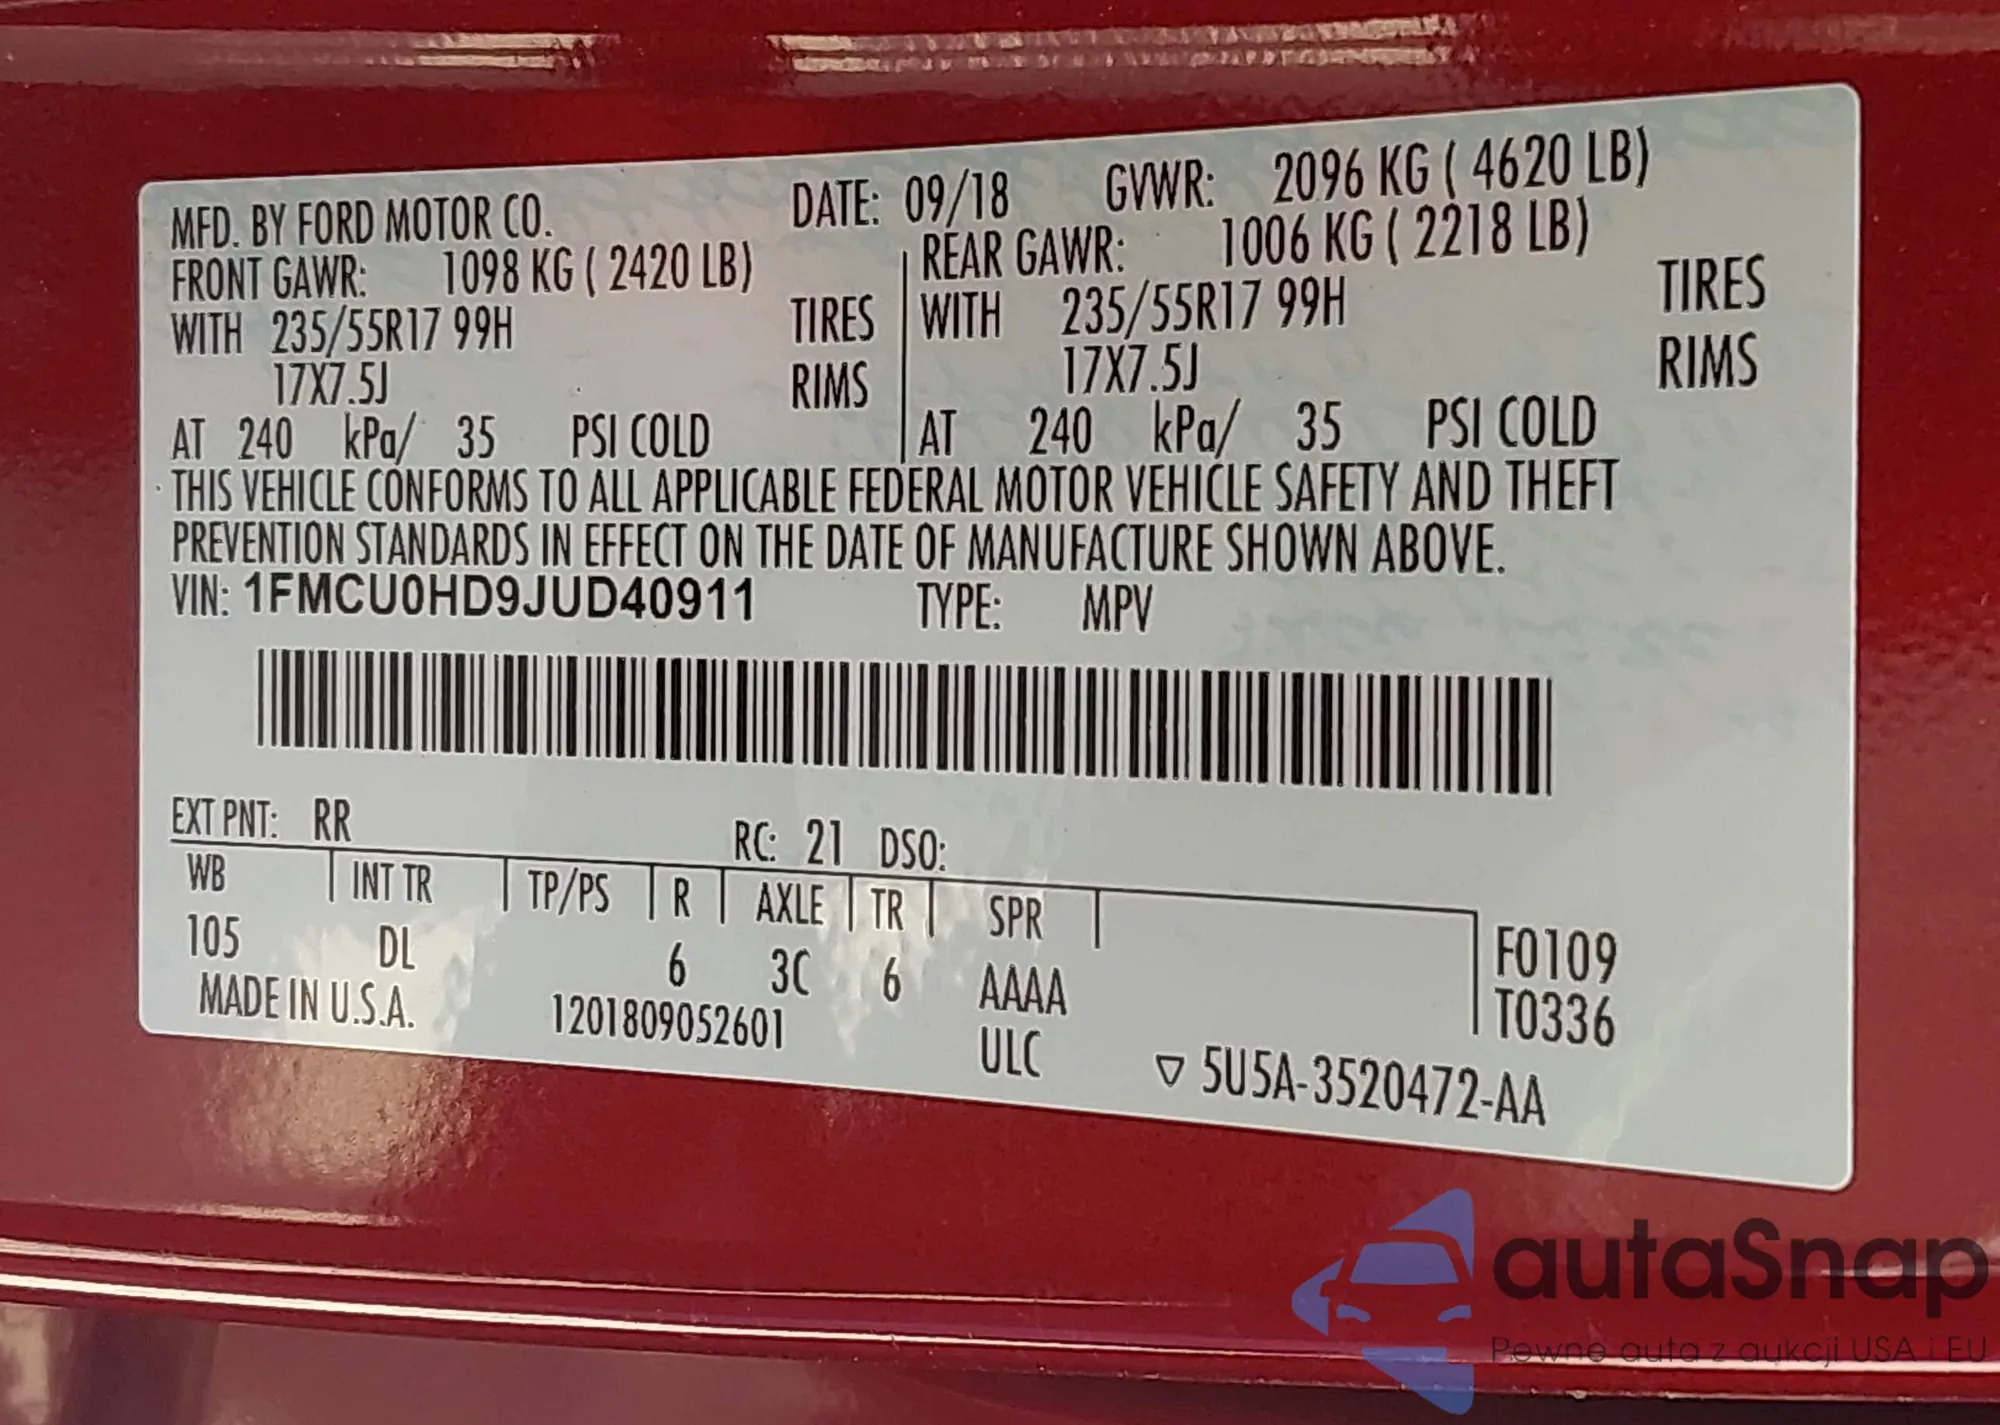 MFD. BY FORD MOTOR CO. DATE: 09/18 GVWR: 2096 KG ( 4620 LB)
FRONT GAWR: 1098 KG ( 2420 LB) REAR GAWR: 1006 KG ( 2218 LB)
WITH 235/55R17 99H TIRES WITH 235/55R17 99H TIRES
17X7.5J RIMS 17X7.5J RIMS
AT 240 kPa/ 35 PSI COLD AT 240 kPa/ 35 PSI COLD
THIS VEHICLE CONFORMS TO ALL APPLICABLE FEDERAL MOTOR VEHICLE SAFETY AND THEFT
PREVENTION STANDARDS IN EFFECT ON THE DATE OF MANUFACTURE SHOWN ABOVE.
VIN: 1FMCU0HD9JUD40911 TYPE: MPV
EXT PNT: RR RC: 21 DSO:
WB INT TR TP/PS R AXLE TR SPR
105 DL 6 3C 6 AAAA F0109
MADE IN U.S.A. 1201809052601 ULC T0336
▽ 5U5A-3520472-AA
autaSnap
Pewne auta z aukcji USA i EU